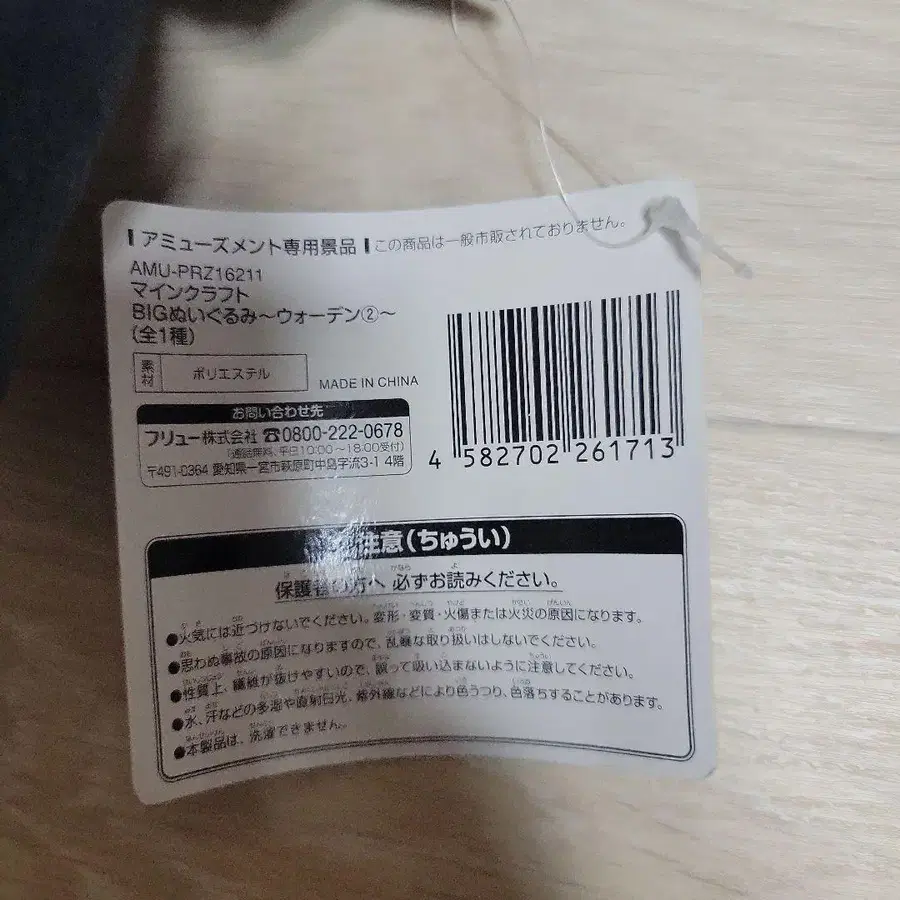 アミューズメント専用景品 この商品は一般市販されておりません。
AMU-PRZ16211
マインクラフト
BIGぬいぐるみ～ウォーデン②～
(全1種)
素材 ポリエステル MADE IN CHINA
お問い合わせ先
フリュー株式会社 ☎0800-222-0678
(通話無料、平日10:00～18:00受付)
〒491-0364 愛知県一宮市萩原町中島字流3-1 4階
4 582702 261713
注意(ちゅうい)
保護者の方へ 必ずお読みください。
●火気には近づけないでください。変形・変質・火傷または火災の原因になります。
●思わぬ事故の原因になりますので、乱暴な取り扱いはしないでください。
●性質上、繊維が抜けやすいので、誤って吸い込まないように注意してください。
●水、汗などの多湿や直射日光、紫外線などにより色うつり、色落ちすることがあります。
●本製品は、洗濯できません。